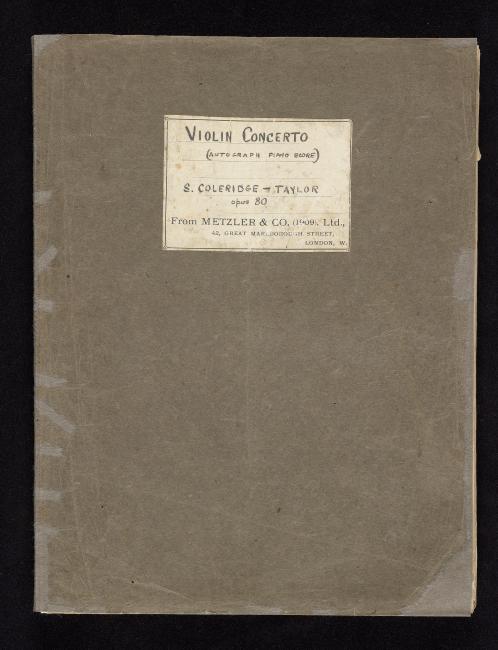 VIOLIN CONCERTO
(AUTOGRAPH PIANO SCORE)
S. COLERIDGE - TAYLOR
opus 80
From METZLER & CO. (1909), Ltd.,
42, GREAT MARLBOROUGH STREET,
LONDON, W.